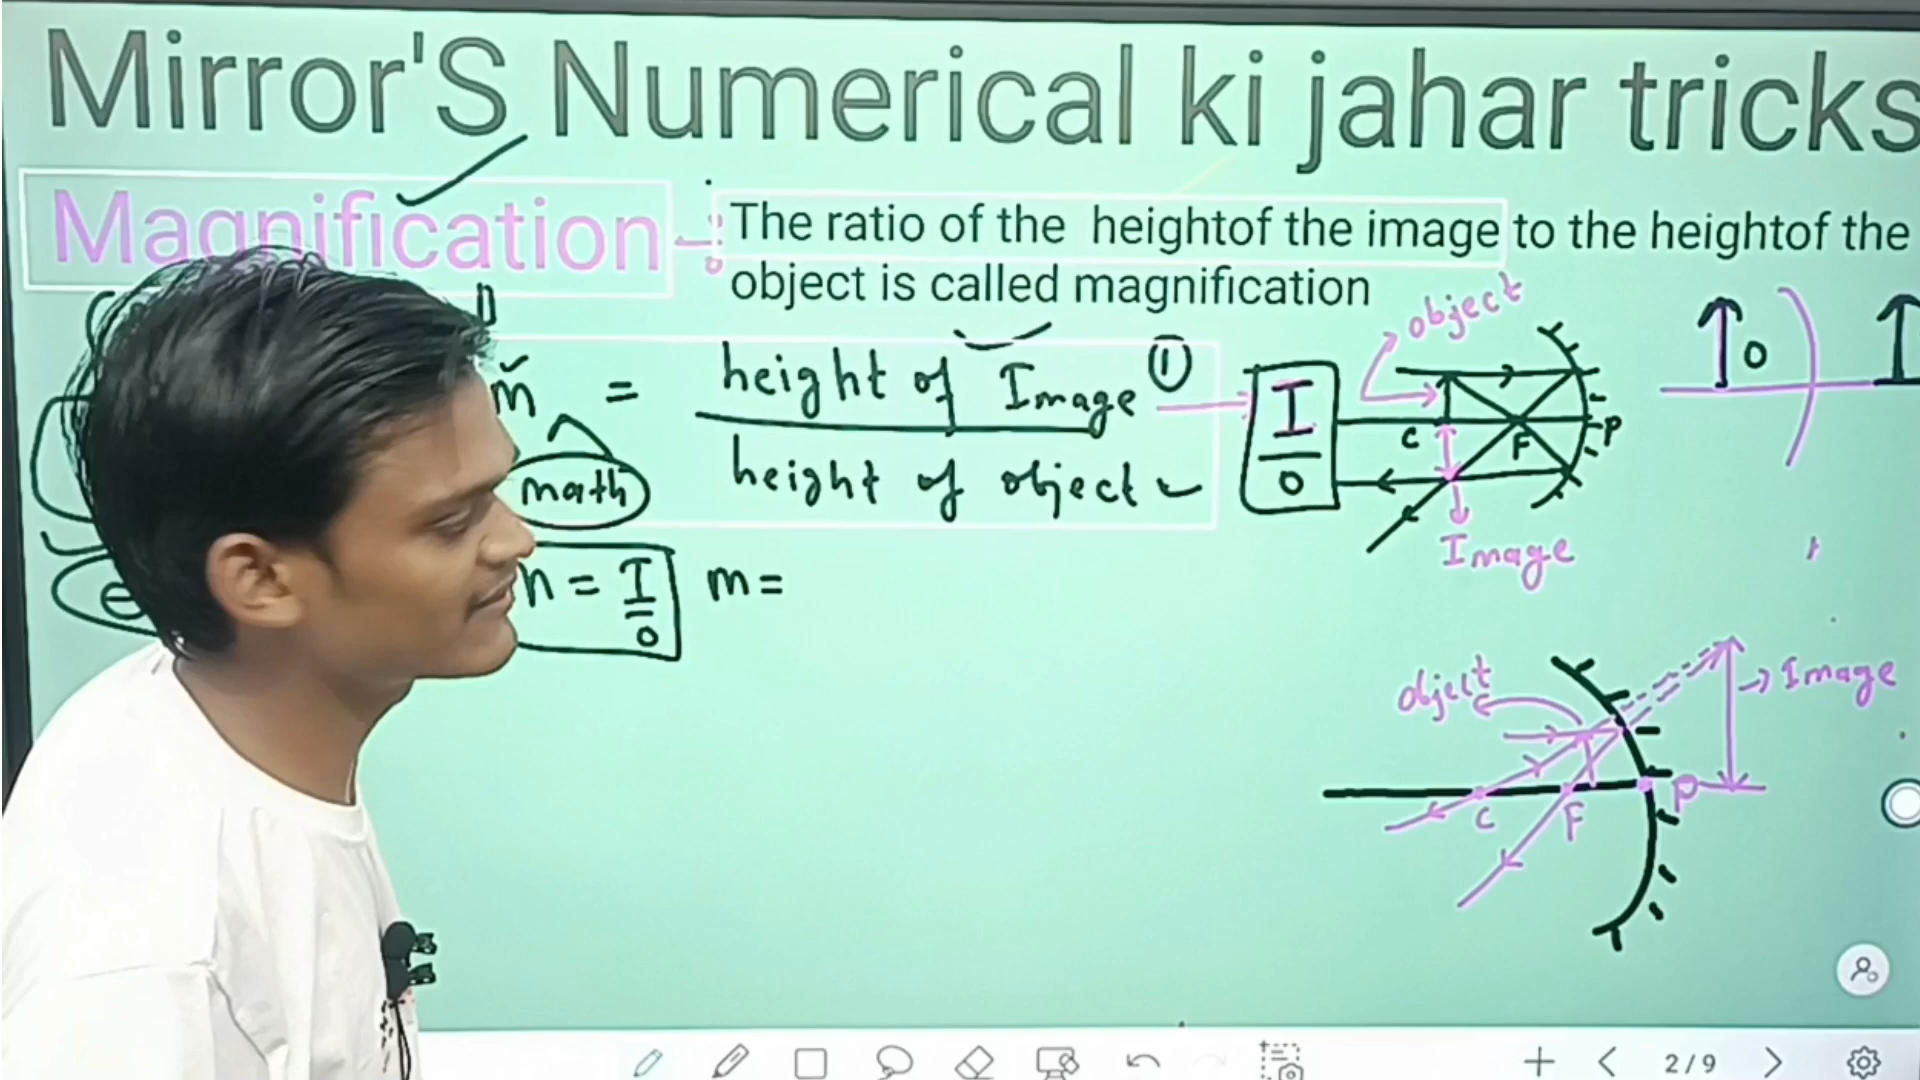 Mirror'S Numerical ki jahar tricks
Magnification
The ratio of the heightof the image to the heightof the
object is called magnification
m = height of Image ①
height of object
math
= I/o
m =
I/o
object
C F P
Image
O
object
Image
C F P
2/9